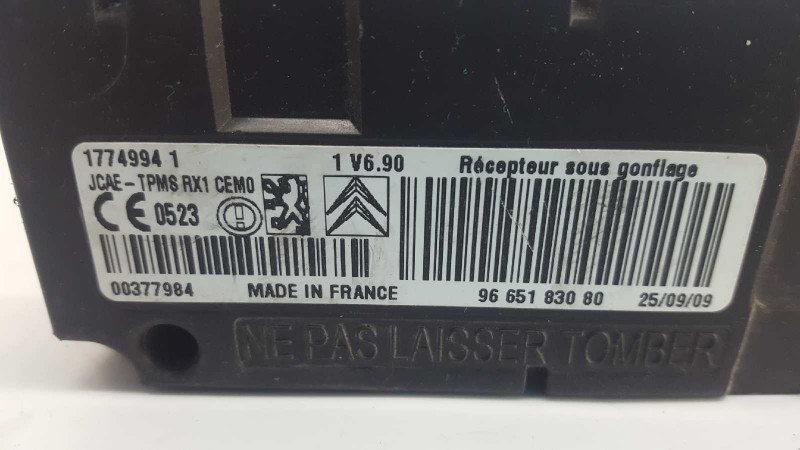 1774994 1 1 V6.90 Récepteur sous gonflage
JCAE-TPMS RX1 CEM0
CE 0523
00377984 MADE IN FRANCE 96 651 830 80 25/09/09
NE PAS LAISSER TOMBER